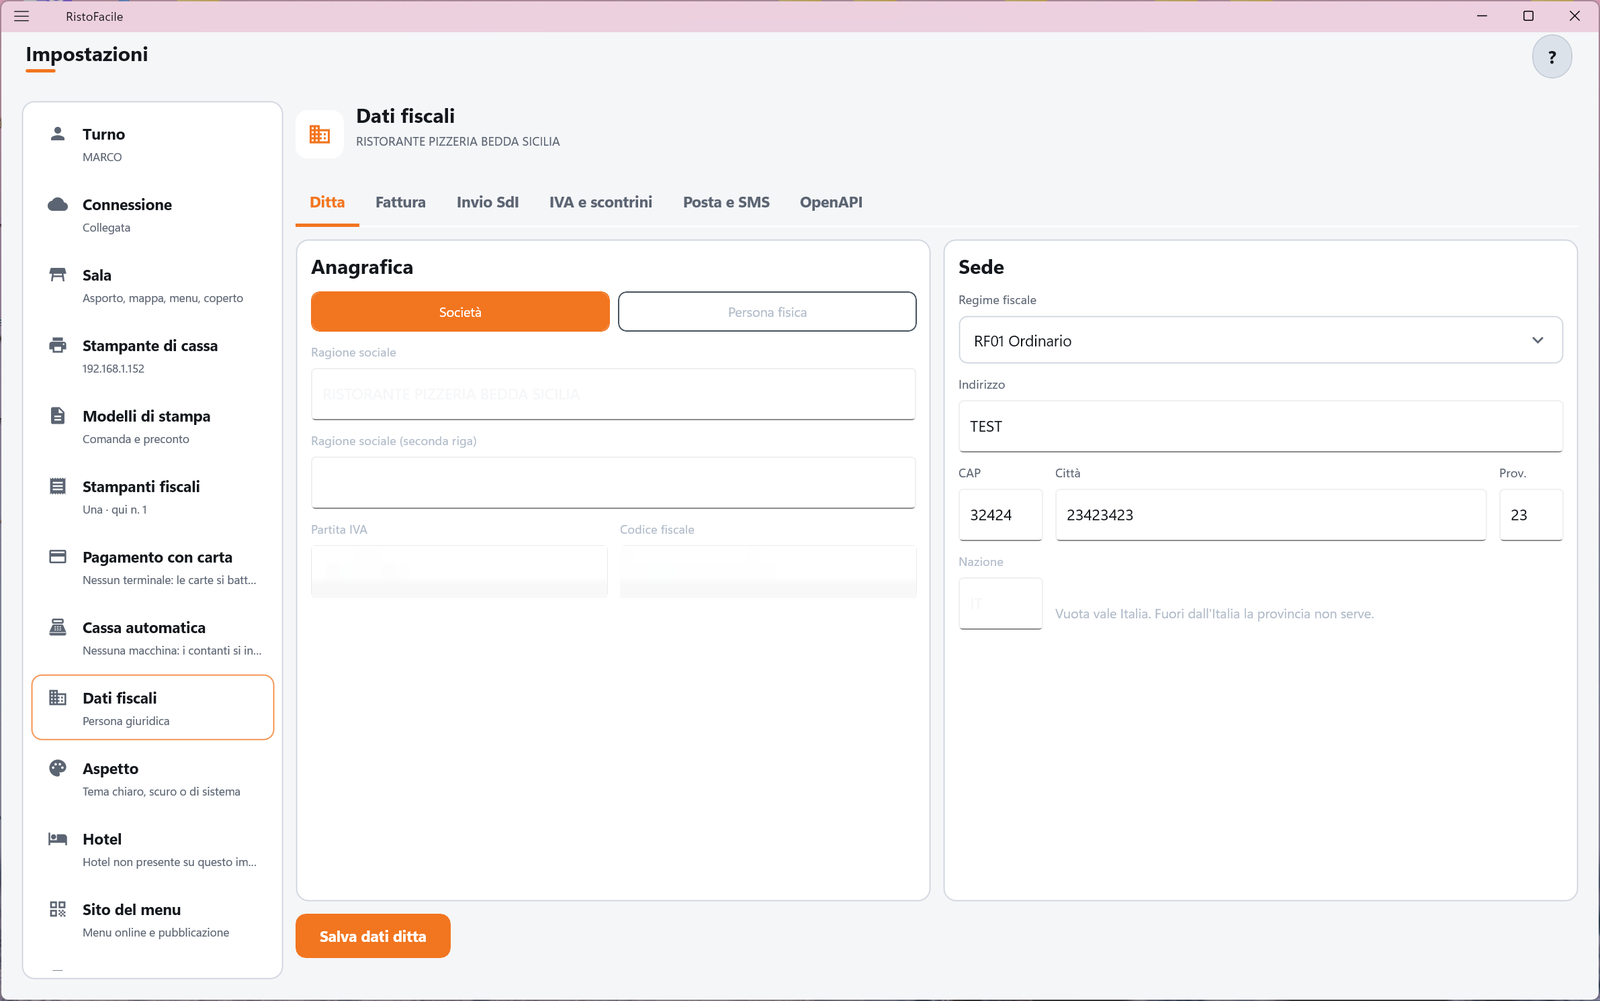 RistoFacile
Impostazioni
?
Turno
MARCO
Connessione
Collegata
Sala
Asporto, mappa, menu, coperto
Stampante di cassa
192.168.1.152
Modelli di stampa
Comanda e preconto
Stampanti fiscali
Una · qui n. 1
Pagamento con carta
Nessun terminale: le carte si batt...
Cassa automatica
Nessuna macchina: i contanti si in...
Dati fiscali
Persona giuridica
Aspetto
Tema chiaro, scuro o di sistema
Hotel
Hotel non presente su questo im...
Sito del menu
Menu online e pubblicazione
Dati fiscali
RISTORANTE PIZZERIA BEDDA SICILIA
Ditta Fattura Invio SdI IVA e scontrini Posta e SMS OpenAPI
Anagrafica
Società Persona fisica
Ragione sociale
RISTORANTE PIZZERIA BEDDA SICILIA
Ragione sociale (seconda riga)
Partita IVA Codice fiscale
Sede
Regime fiscale
RF01 Ordinario
Indirizzo
TEST
CAP Città Prov.
32424 23423423 23
Nazione
IT Vuota vale Italia. Fuori dall'Italia la provincia non serve.
Salva dati ditta